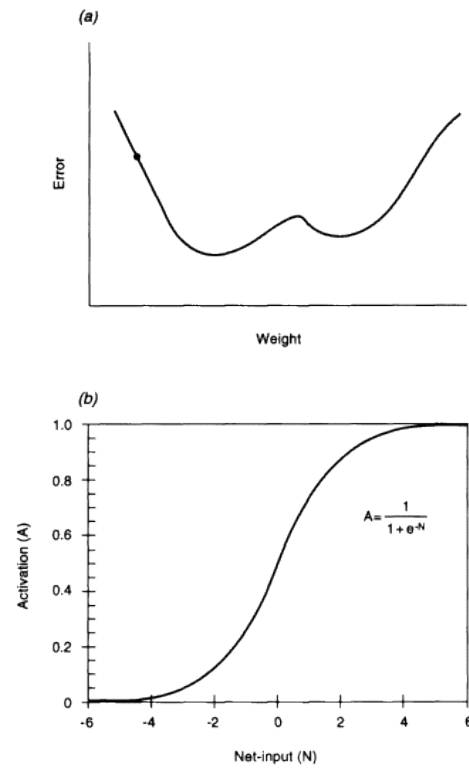 (a)
Error
Weight
(b)
1.0
0.8
0.6
0.4
0.2
0
Activation (A)
A= 1
1 + e-N
-6 -4 -2 0 2 4 6
Net-input (N)